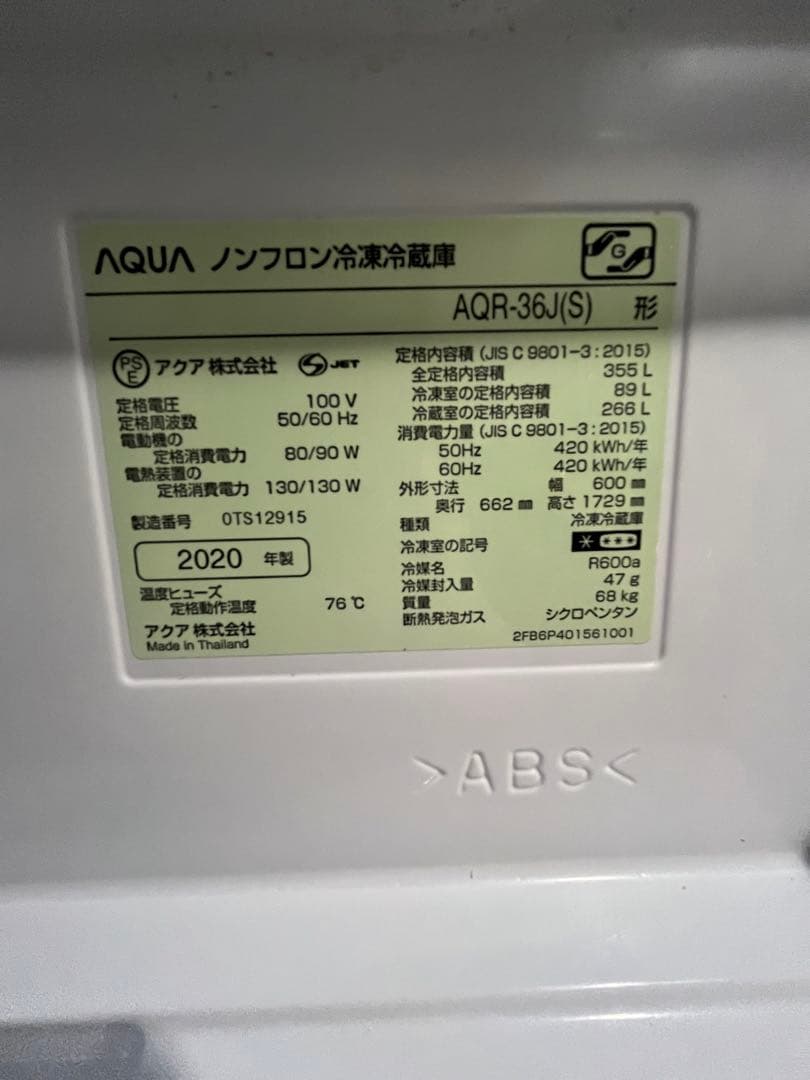 AQUA ノンフロン冷凍冷蔵庫
G
AQR-36J(S) 形
PSE アクア株式会社 S JET
定格電圧 100 V
定格周波数 50/60 Hz
電動機の
定格消費電力 80/90 W
電熱装置の
定格消費電力 130/130 W
製造番号 0TS12915
2020 年製
温度ヒューズ
定格動作温度 76 ℃
アクア株式会社
Made in Thailand
定格内容積 (JIS C 9801-3 : 2015)
全定格内容積 355 L
冷凍室の定格内容積 89 L
冷蔵室の定格内容積 266 L
消費電力量 (JIS C 9801-3 : 2015)
50Hz 420 kWh/年
60Hz 420 kWh/年
外形寸法 幅 600 ㎜
奥行 662 ㎜ 高さ 1729 ㎜
種類 冷凍冷蔵庫
冷凍室の記号
冷媒名 R600a
冷媒封入量 47 g
質量 68 kg
断熱発泡ガス シクロペンタン
2FB6P401561001
>ABS<